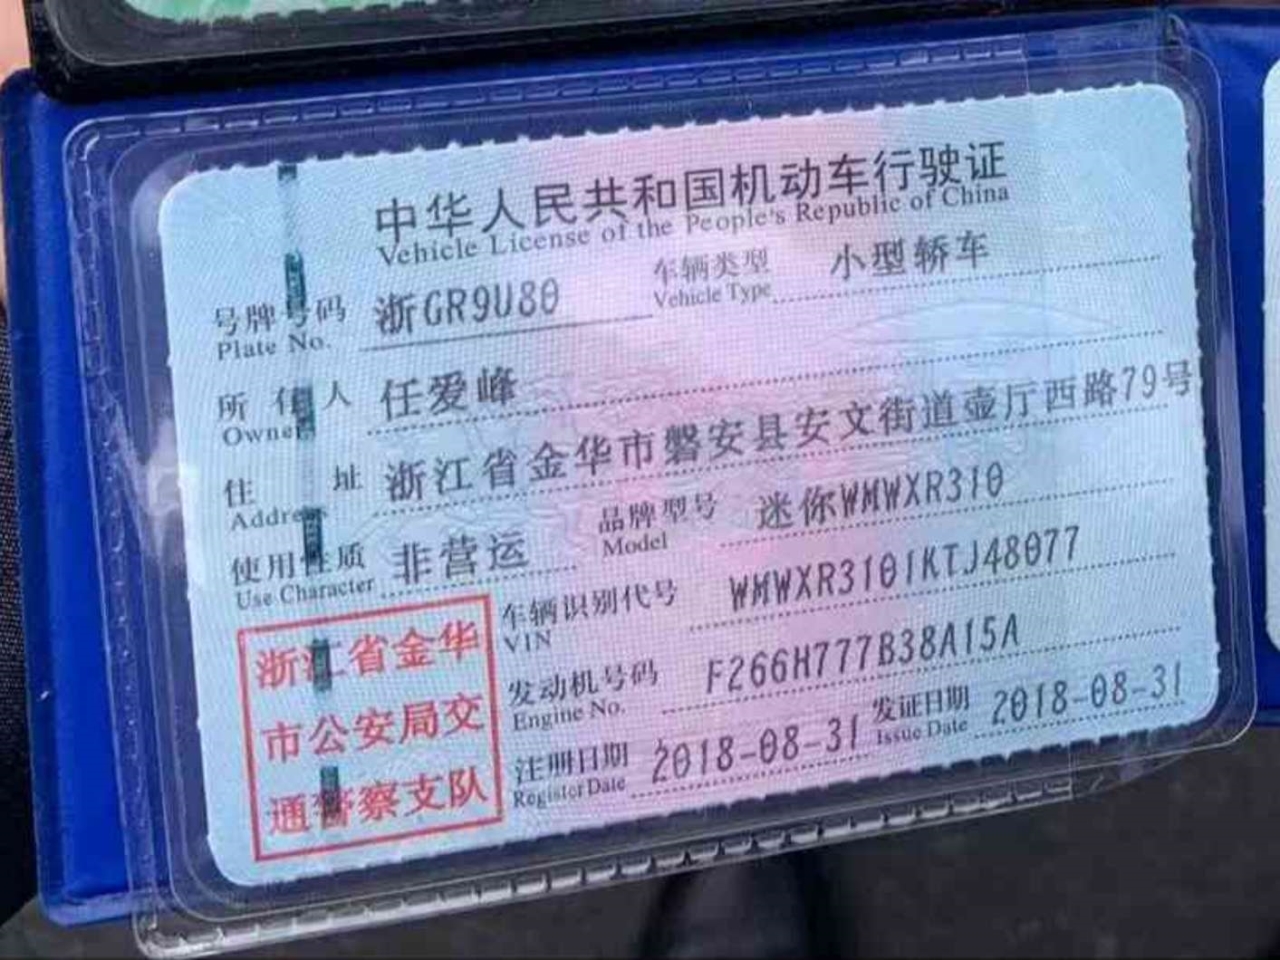 中华人民共和国机动车行驶证
Vehicle License of the People's Republic of China
号牌号码 浙GR9U80 车辆类型 小型轿车
Plate No. Vehicle Type
所有人 任爱峰
Owner
住址 浙江省金华市磐安县安文街道壶厅西路79号
Address
使用性质 非营运 品牌型号 迷你WMWXR310
Use Character Model
车辆识别代号 WMWXR3101KTJ48077
VIN
发动机号码 F266H777B38A15A
Engine No.
注册日期 2018-08-31 发证日期 2018-08-31
Register Date Issue Date
浙江省金华
市公安局交
通警察支队